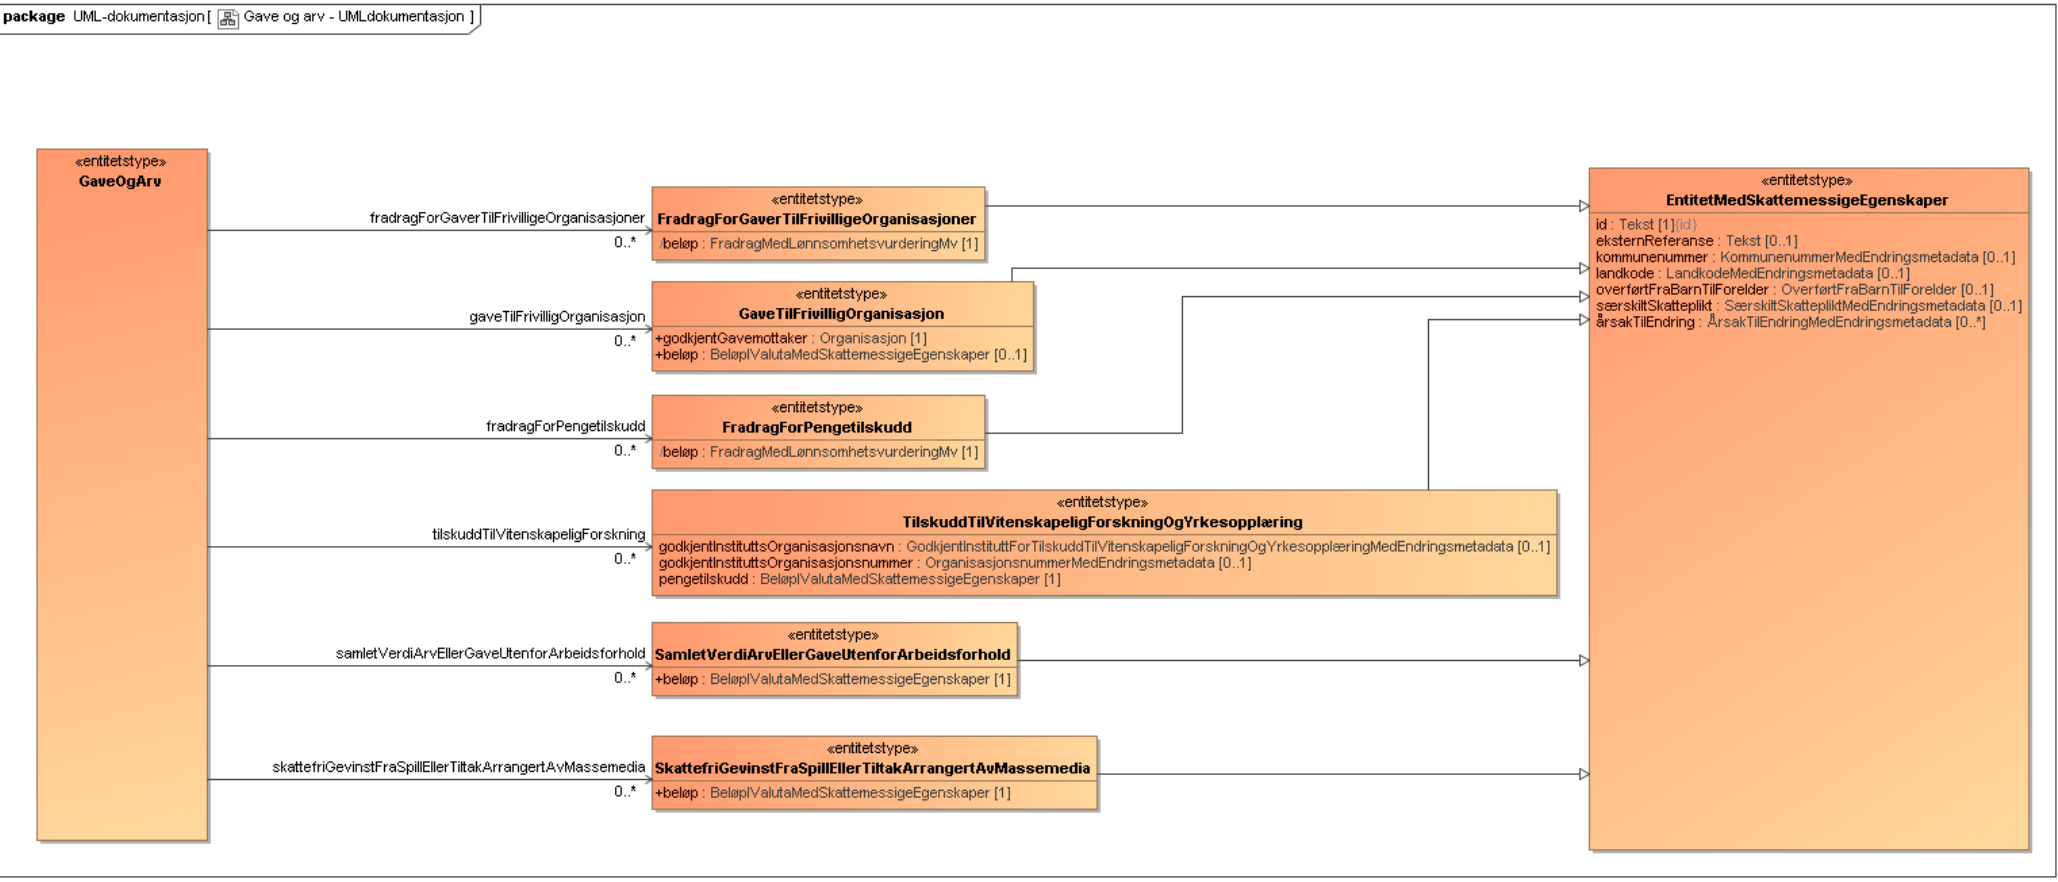 package UML-dokumentasjon [ Gave og arv - UMLdokumentasjon ]
«entitetstype»
GaveOgArv
fradragForGaverTilFrivilligeOrganisasjoner
0..*
gaveTilFrivilligOrganisasjon
0..*
fradragForPengetilskudd
0..*
tilskuddTilVitenskapeligForskning
0..*
samletVerdiArvEllerGaveUtenforArbeidsforhold
0..*
skattefriGevinstFraSpillEllerTiltakArrangertAvMassemedia
0..*
«entitetstype»
FradragForGaverTilFrivilligeOrganisasjoner
/beløp : FradragMedLønnsomhetsvurderingMv [1]
«entitetstype»
GaveTilFrivilligOrganisasjon
+godkjentGavemottaker : Organisasjon [1]
+beløp : BeløpIValutaMedSkattemessigeEgenskaper [0..1]
«entitetstype»
FradragForPengetilskudd
/beløp : FradragMedLønnsomhetsvurderingMv [1]
«entitetstype»
TilskuddTilVitenskapeligForskningOgYrkesopplæring
godkjentInstituttsOrganisasjonsnavn : GodkjentInstituttForTilskuddTilVitenskapeligForskningOgYrkesopplæringMedEndringsmetadata [0..1]
godkjentInstituttsOrganisasjonsnummer : OrganisasjonsnummerMedEndringsmetadata [0..1]
pengetilskudd : BeløpIValutaMedSkattemessigeEgenskaper [1]
«entitetstype»
SamletVerdiArvEllerGaveUtenforArbeidsforhold
+beløp : BeløpIValutaMedSkattemessigeEgenskaper [1]
«entitetstype»
SkattefriGevinstFraSpillEllerTiltakArrangertAvMassemedia
+beløp : BeløpIValutaMedSkattemessigeEgenskaper [1]
«entitetstype»
EntitetMedSkattemessigeEgenskaper
id : Tekst [1]{id}
eksternReferanse : Tekst [0..1]
kommunenummer : KommunenummerMedEndringsmetadata [0..1]
landkode : LandkodeMedEndringsmetadata [0..1]
overførtFraBarnTilForelder : OverførtFraBarnTilForelder [0..1]
særskiltSkatteplikt : SærskiltSkattepliktMedEndringsmetadata [0..1]
årsakTilEndring : ÅrsakTilEndringMedEndringsmetadata [0..*]